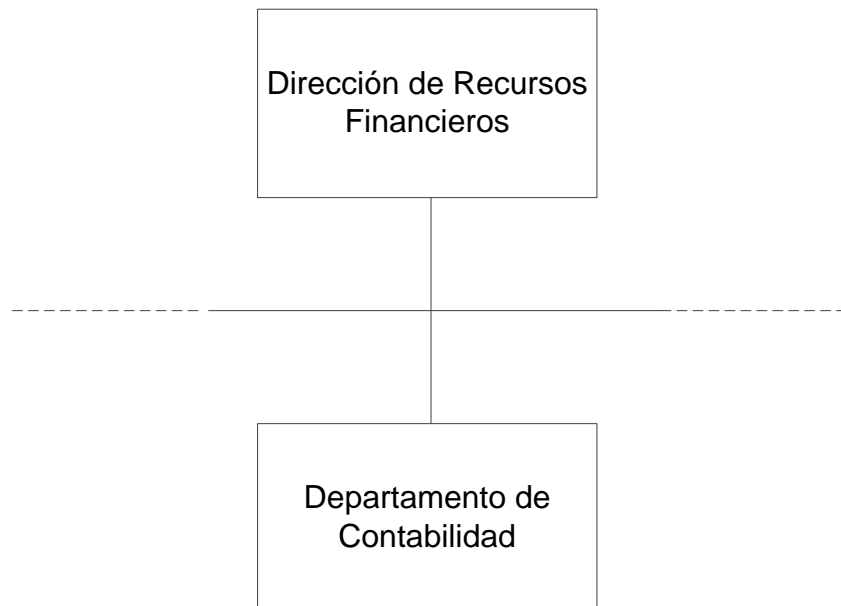 Dirección de Recursos
Financieros
Departamento de
Contabilidad